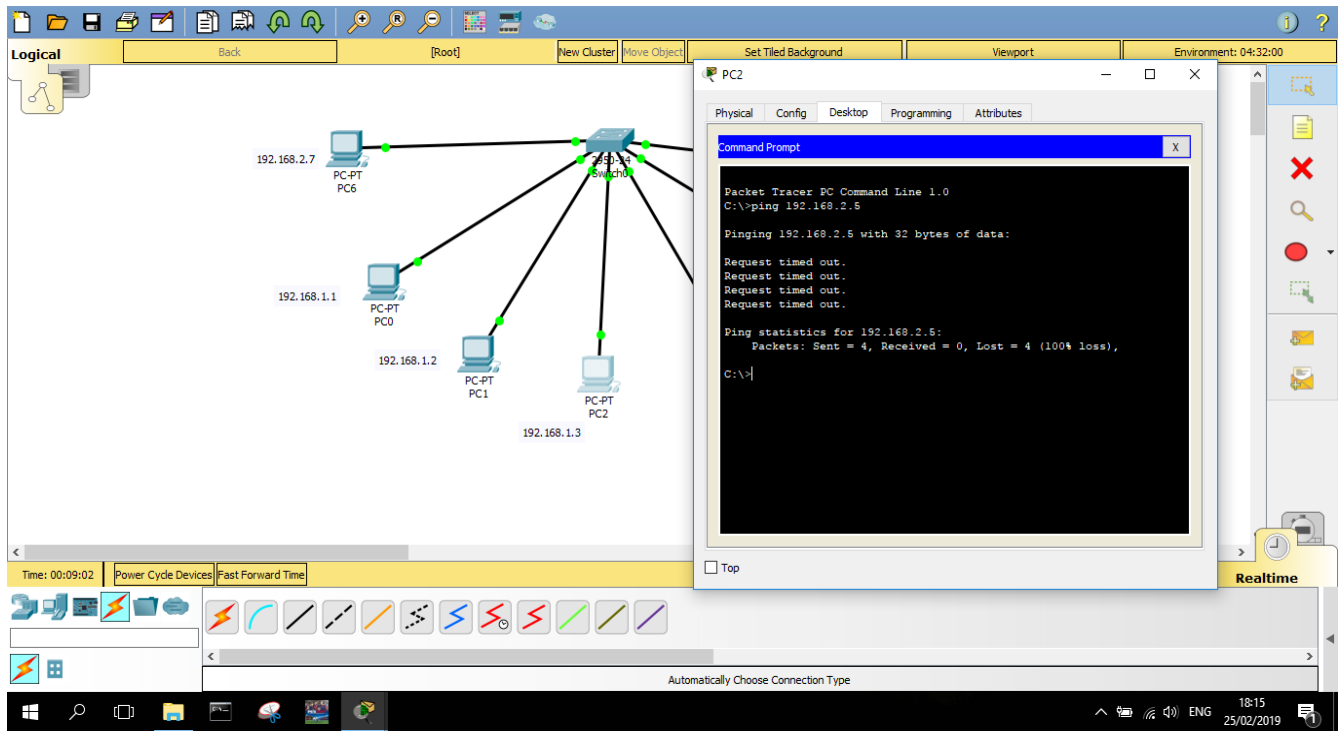 i ?
Logical
Back
[Root]
New Cluster
Move Object
Set Tiled Background
Viewport
Environment: 04:32:00
PC2
Physical
Config
Desktop
Programming
Attributes
Command Prompt
X
Packet Tracer PC Command Line 1.0
C:\>ping 192.168.2.5
Pinging 192.168.2.5 with 32 bytes of data:
Request timed out.
Request timed out.
Request timed out.
Request timed out.
Ping statistics for 192.168.2.5:
Packets: Sent = 4, Received = 0, Lost = 4 (100% loss),
C:\>
Top
192.168.2.7
PC-PT
PC6
2950-24
Switch0
192.168.1.1
PC-PT
PC0
192.168.1.2
PC-PT
PC1
PC-PT
PC2
192.168.1.3
Time: 00:09:02
Power Cycle Devices
Fast Forward Time
Realtime
Automatically Choose Connection Type
ENG
18:15
25/02/2019
1